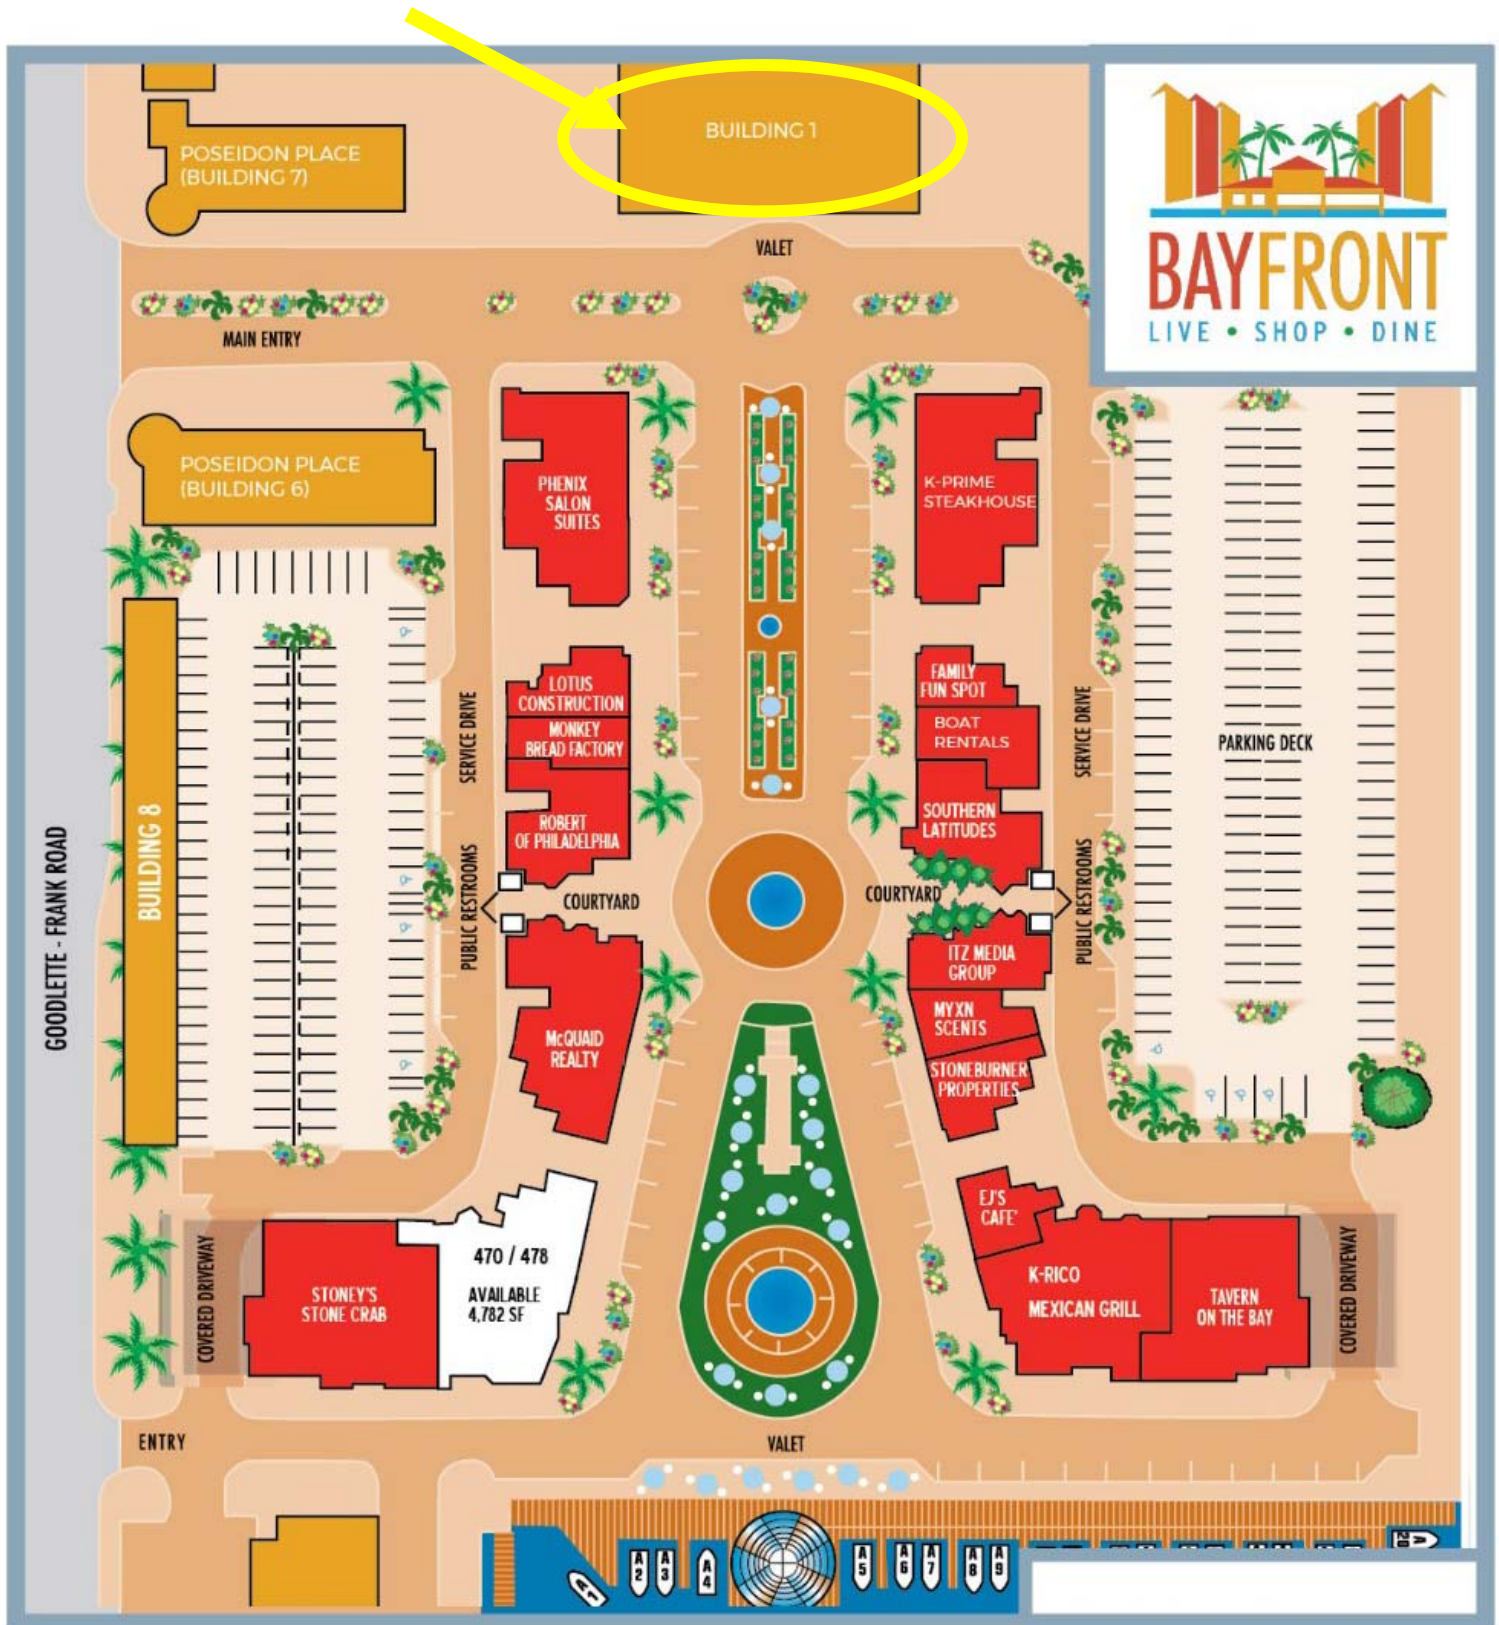 BUILDING 1
POSEIDON PLACE
(BUILDING 7)
BAYFRONT
LIVE • SHOP • DINE
VALET
MAIN ENTRY
POSEIDON PLACE
(BUILDING 6)
PHENIX
SALON
SUITES
K-PRIME
STEAKHOUSE
LOTUS
CONSTRUCTION
MONKEY
BREAD FACTORY
ROBERT
OF PHILADELPHIA
FAMILY
FUN SPOT
BOAT
RENTALS
SOUTHERN
LATITUDES
SERVICE DRIVE
SERVICE DRIVE
PARKING DECK
GOODLETTE - FRANK ROAD
BUILDING 8
PUBLIC RESTROOMS
COURTYARD
COURTYARD
PUBLIC RESTROOMS
McQUAID
REALTY
ITZ MEDIA
GROUP
MYXN
SCENTS
STONEBURNER
PROPERTIES
COVERED DRIVEWAY
STONEY'S
STONE CRAB
470 / 478
AVAILABLE
4,782 SF
EJ'S
CAFE'
K-RICO
MEXICAN GRILL
TAVERN
ON THE BAY
COVERED DRIVEWAY
ENTRY
VALET
A1
A2
A3
A4
A5
A6
A7
A8
A9